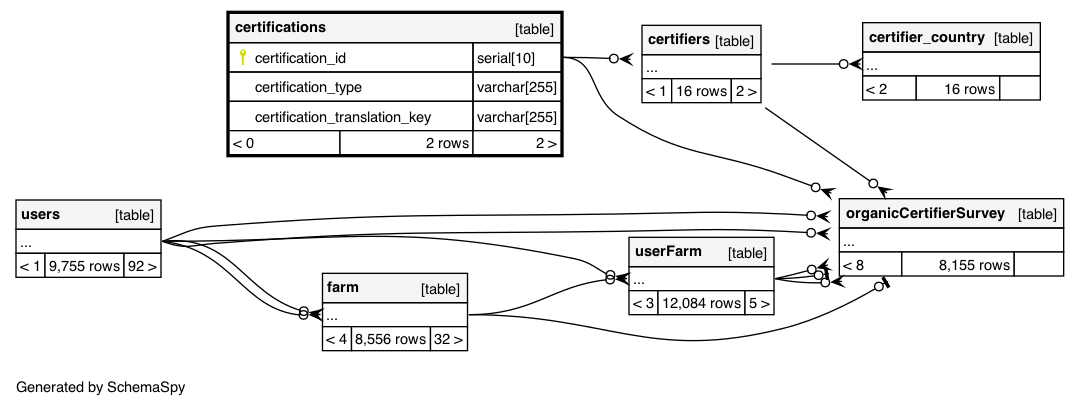 certifications [table]
certification_id serial[10]
certification_type varchar[255]
certification_translation_key varchar[255]
< 0 2 rows 2 >
certifiers [table]
...
< 1 16 rows 2 >
certifier_country [table]
...
< 2 16 rows
users [table]
...
< 1 9,755 rows 92 >
farm [table]
...
< 4 8,556 rows 32 >
userFarm [table]
...
< 3 12,084 rows 5 >
organicCertifierSurvey [table]
...
< 8 8,155 rows
Generated by SchemaSpy